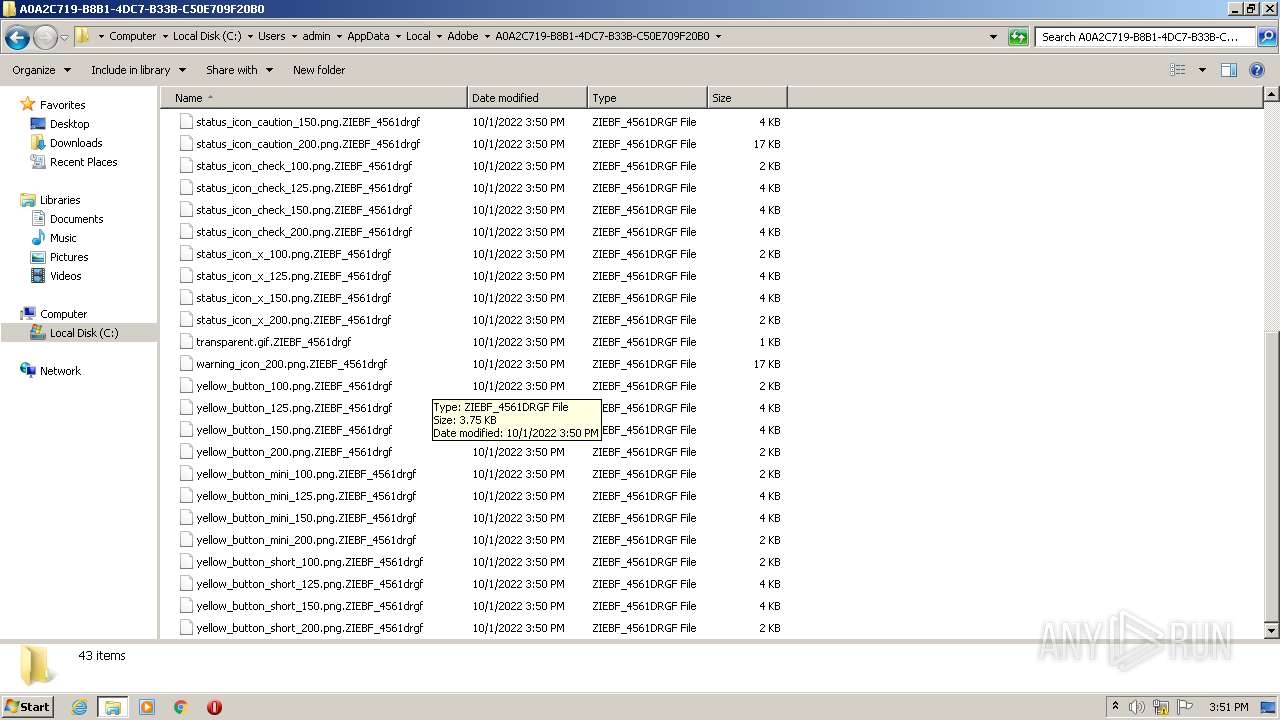 A0A2C719-B8B1-4DC7-B33B-C50E709F20B0
Computer Local Disk (C:) Users admin AppData Local Adobe A0A2C719-B8B1-4DC7-B33B-C50E709F20B0
Search A0A2C719-B8B1-4DC7-B33B-C...
Organize Include in library Share with New folder
Favorites
Desktop
Downloads
Recent Places
Libraries
Documents
Music
Pictures
Videos
Computer
Local Disk (C:)
Network
Name Date modified Type Size
status_icon_caution_150.png.ZIEBF_4561drgf 10/1/2022 3:50 PM ZIEBF_4561DRGF File 4 KB
status_icon_caution_200.png.ZIEBF_4561drgf 10/1/2022 3:50 PM ZIEBF_4561DRGF File 17 KB
status_icon_check_100.png.ZIEBF_4561drgf 10/1/2022 3:50 PM ZIEBF_4561DRGF File 2 KB
status_icon_check_125.png.ZIEBF_4561drgf 10/1/2022 3:50 PM ZIEBF_4561DRGF File 4 KB
status_icon_check_150.png.ZIEBF_4561drgf 10/1/2022 3:50 PM ZIEBF_4561DRGF File 4 KB
status_icon_check_200.png.ZIEBF_4561drgf 10/1/2022 3:50 PM ZIEBF_4561DRGF File 2 KB
status_icon_x_100.png.ZIEBF_4561drgf 10/1/2022 3:50 PM ZIEBF_4561DRGF File 2 KB
status_icon_x_125.png.ZIEBF_4561drgf 10/1/2022 3:50 PM ZIEBF_4561DRGF File 4 KB
status_icon_x_150.png.ZIEBF_4561drgf 10/1/2022 3:50 PM ZIEBF_4561DRGF File 4 KB
status_icon_x_200.png.ZIEBF_4561drgf 10/1/2022 3:50 PM ZIEBF_4561DRGF File 2 KB
transparent.gif.ZIEBF_4561drgf 10/1/2022 3:50 PM ZIEBF_4561DRGF File 1 KB
warning_icon_200.png.ZIEBF_4561drgf 10/1/2022 3:50 PM ZIEBF_4561DRGF File 17 KB
yellow_button_100.png.ZIEBF_4561drgf 10/1/2022 3:50 PM ZIEBF_4561DRGF File 2 KB
yellow_button_125.png.ZIEBF_4561drgf EBF_4561DRGF File 4 KB
yellow_button_150.png.ZIEBF_4561drgf EBF_4561DRGF File 4 KB
Type: ZIEBF_4561DRGF File
Size: 3.75 KB
Date modified: 10/1/2022 3:50 PM
yellow_button_200.png.ZIEBF_4561drgf 10/1/2022 3:50 PM ZIEBF_4561DRGF File 2 KB
yellow_button_mini_100.png.ZIEBF_4561drgf 10/1/2022 3:50 PM ZIEBF_4561DRGF File 2 KB
yellow_button_mini_125.png.ZIEBF_4561drgf 10/1/2022 3:50 PM ZIEBF_4561DRGF File 4 KB
yellow_button_mini_150.png.ZIEBF_4561drgf 10/1/2022 3:50 PM ZIEBF_4561DRGF File 4 KB
yellow_button_mini_200.png.ZIEBF_4561drgf 10/1/2022 3:50 PM ZIEBF_4561DRGF File 2 KB
yellow_button_short_100.png.ZIEBF_4561drgf 10/1/2022 3:50 PM ZIEBF_4561DRGF File 2 KB
yellow_button_short_125.png.ZIEBF_4561drgf 10/1/2022 3:50 PM ZIEBF_4561DRGF File 4 KB
yellow_button_short_150.png.ZIEBF_4561drgf 10/1/2022 3:50 PM ZIEBF_4561DRGF File 4 KB
yellow_button_short_200.png.ZIEBF_4561drgf 10/1/2022 3:50 PM ZIEBF_4561DRGF File 2 KB
ANY RUN
43 items
Start
3:51 PM